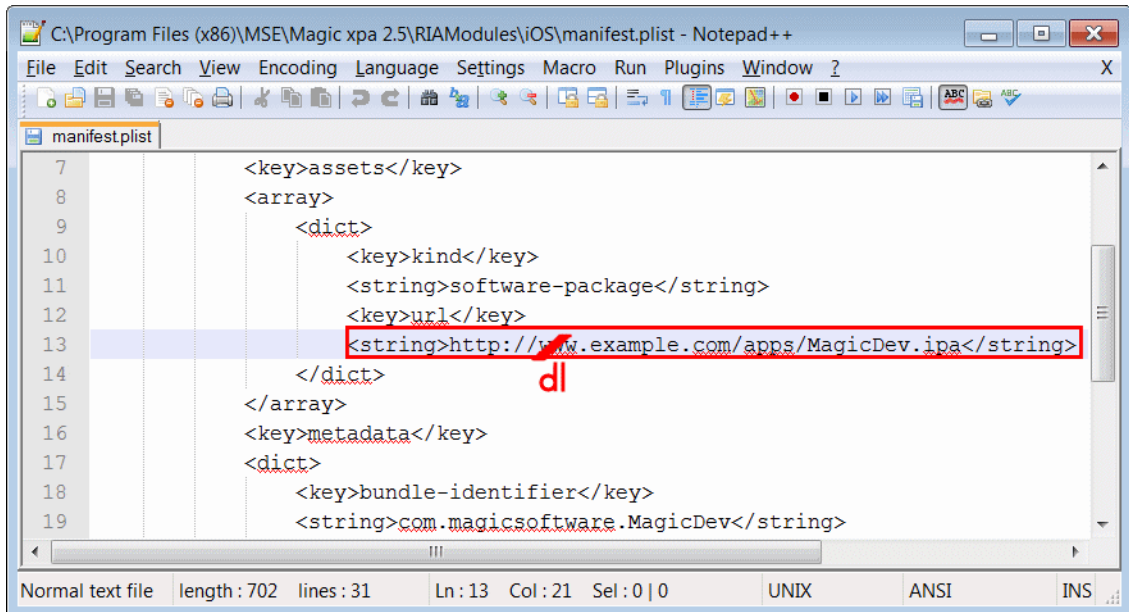 C:\Program Files (x86)\MSE\Magic xpa 2.5\RIAModules\iOS\manifest.plist - Notepad++
File Edit Search View Encoding Language Settings Macro Run Plugins Window ? X
manifest.plist
7 <key>assets</key>
8 <array>
9 <dict>
10 <key>kind</key>
11 <string>software-package</string>
12 <key>url</key>
13 <string>http://www.example.com/apps/MagicDev.ipa</string>
dl
14 </dict>
15 </array>
16 <key>metadata</key>
17 <dict>
18 <key>bundle-identifier</key>
19 <string>com.magicsoftware.MagicDev</string>
Normal text file length : 702 lines : 31 Ln : 13 Col : 21 Sel : 0 | 0 UNIX ANSI INS